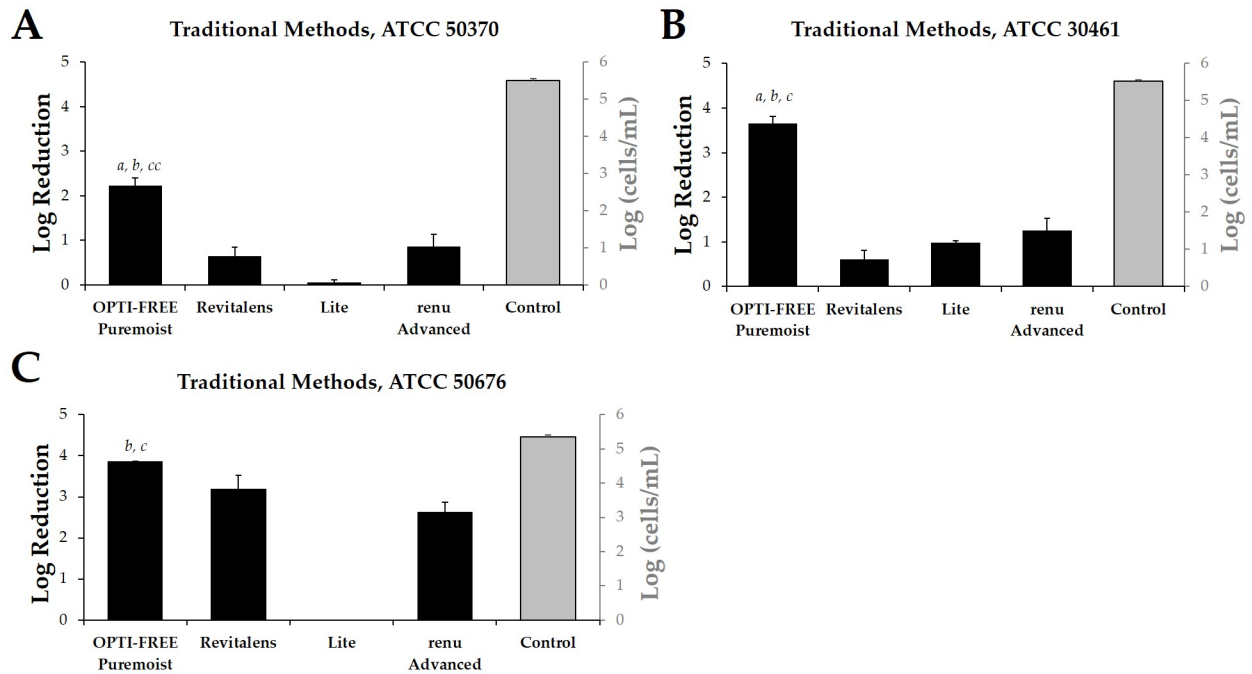 A
Traditional Methods, ATCC 50370
Log Reduction
5
4
3
2
1
0
a, b, cc
6
5
4
3
2
1
0
Log (cells/mL)
OPTI-FREE Revitalens Lite renu Control
Puremoist Advanced
B
Traditional Methods, ATCC 30461
Log Reduction
5
4
3
2
1
0
a, b, c
6
5
4
3
2
1
0
Log (cells/mL)
OPTI-FREE Revitalens Lite renu Control
Puremoist Advanced
C
Traditional Methods, ATCC 50676
Log Reduction
5
4
3
2
1
0
b, c
6
5
4
3
2
1
0
Log (cells/mL)
OPTI-FREE Revitalens Lite renu Control
Puremoist Advanced